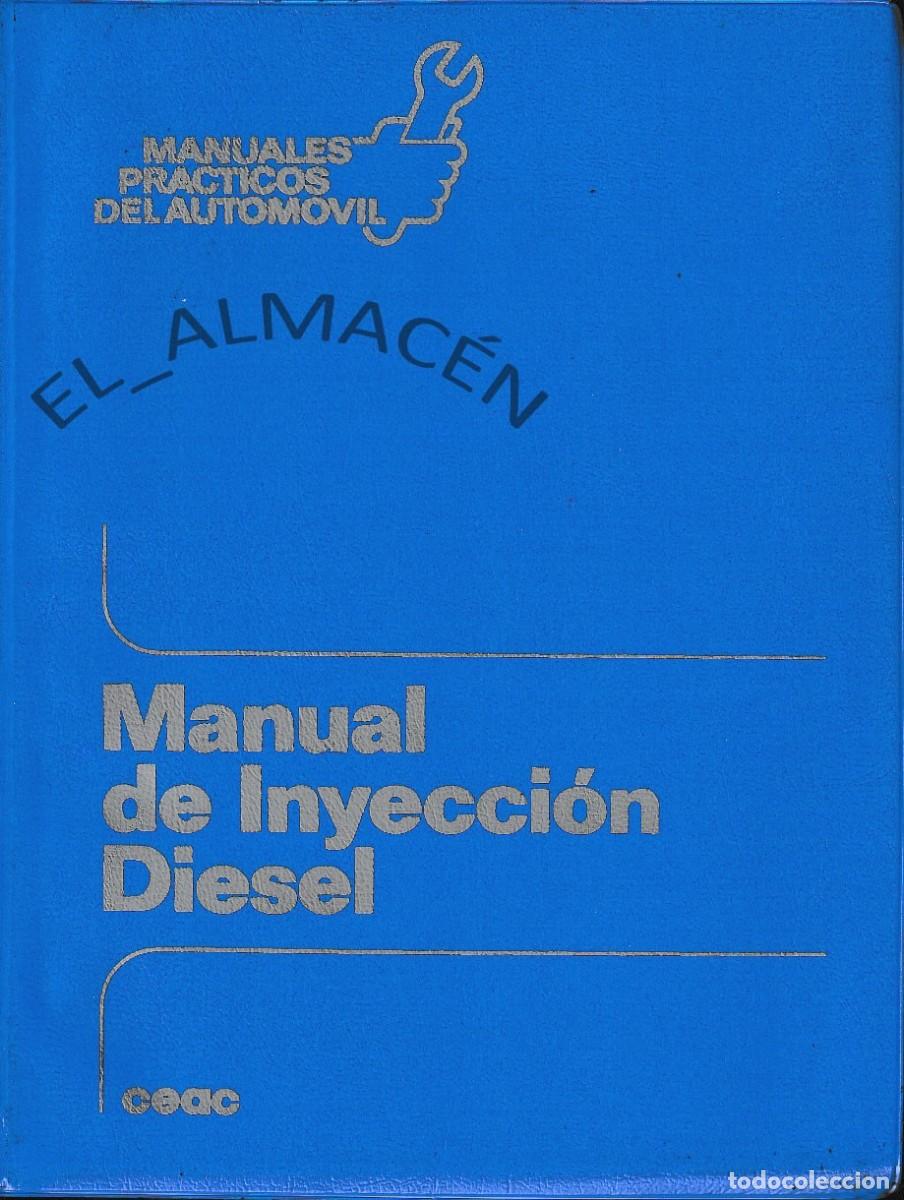 MANUALES
PRACTICOS
DEL AUTOMOVIL
EL_ALMACÉN
Manual
de Inyección
Diesel
ceac
todocoleccion